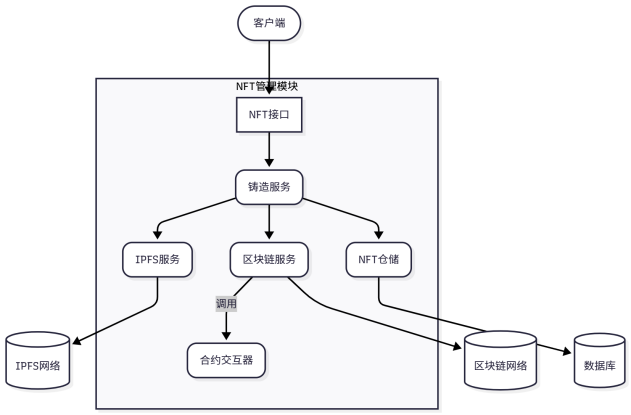 客户端
NFT管理模块
NFT接口
铸造服务
IPFS服务
区块链服务
NFT仓储
调用
合约交互器
IPFS网络
区块链网络
数据库